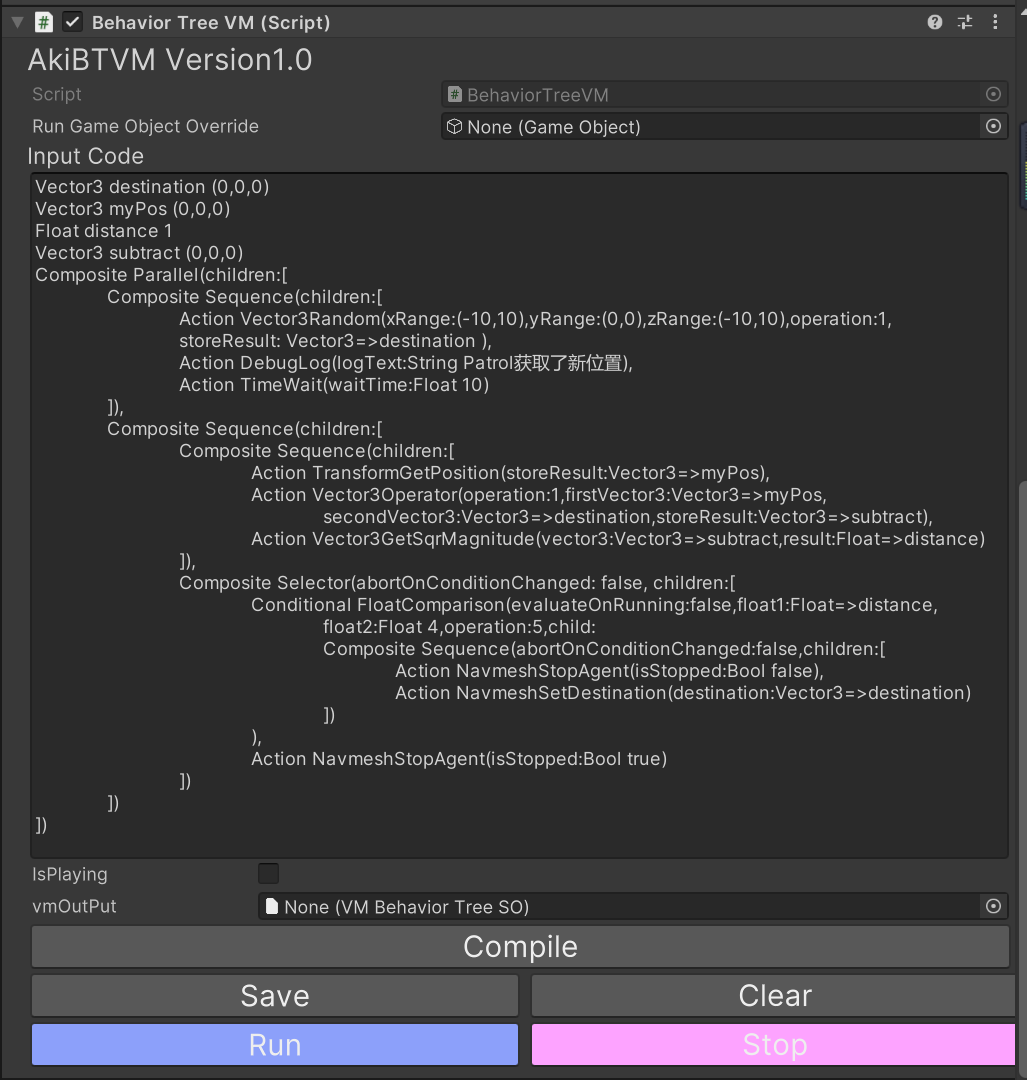 Behavior Tree VM (Script)
AkiBTVM Version1.0
Script
# BehaviorTreeVM
Run Game Object Override
None (Game Object)
Input Code
Vector3 destination (0,0,0)
Vector3 myPos (0,0,0)
Float distance 1
Vector3 subtract (0,0,0)
Composite Parallel(children:[
Composite Sequence(children:[
Action Vector3Random(xRange:(-10,10),yRange:(0,0),zRange:(-10,10),operation:1,
storeResult: Vector3=>destination ),
Action DebugLog(logText:String Patrol获取了新位置),
Action TimeWait(waitTime:Float 10)
]),
Composite Sequence(children:[
Composite Sequence(children:[
Action TransformGetPosition(storeResult:Vector3=>myPos),
Action Vector3Operator(operation:1,firstVector3:Vector3=>myPos,
secondVector3:Vector3=>destination,storeResult:Vector3=>subtract),
Action Vector3GetSqrMagnitude(vector3:Vector3=>subtract,result:Float=>distance)
]),
Composite Selector(abortOnConditionChanged: false, children:[
Conditional FloatComparison(evaluateOnRunning:false,float1:Float=>distance,
float2:Float 4,operation:5,child:
Composite Sequence(abortOnConditionChanged:false,children:[
Action NavmeshStopAgent(isStopped:Bool false),
Action NavmeshSetDestination(destination:Vector3=>destination)
])
),
Action NavmeshStopAgent(isStopped:Bool true)
])
])
])
IsPlaying
vmOutPut
None (VM Behavior Tree SO)
Compile
Save
Clear
Run
Stop